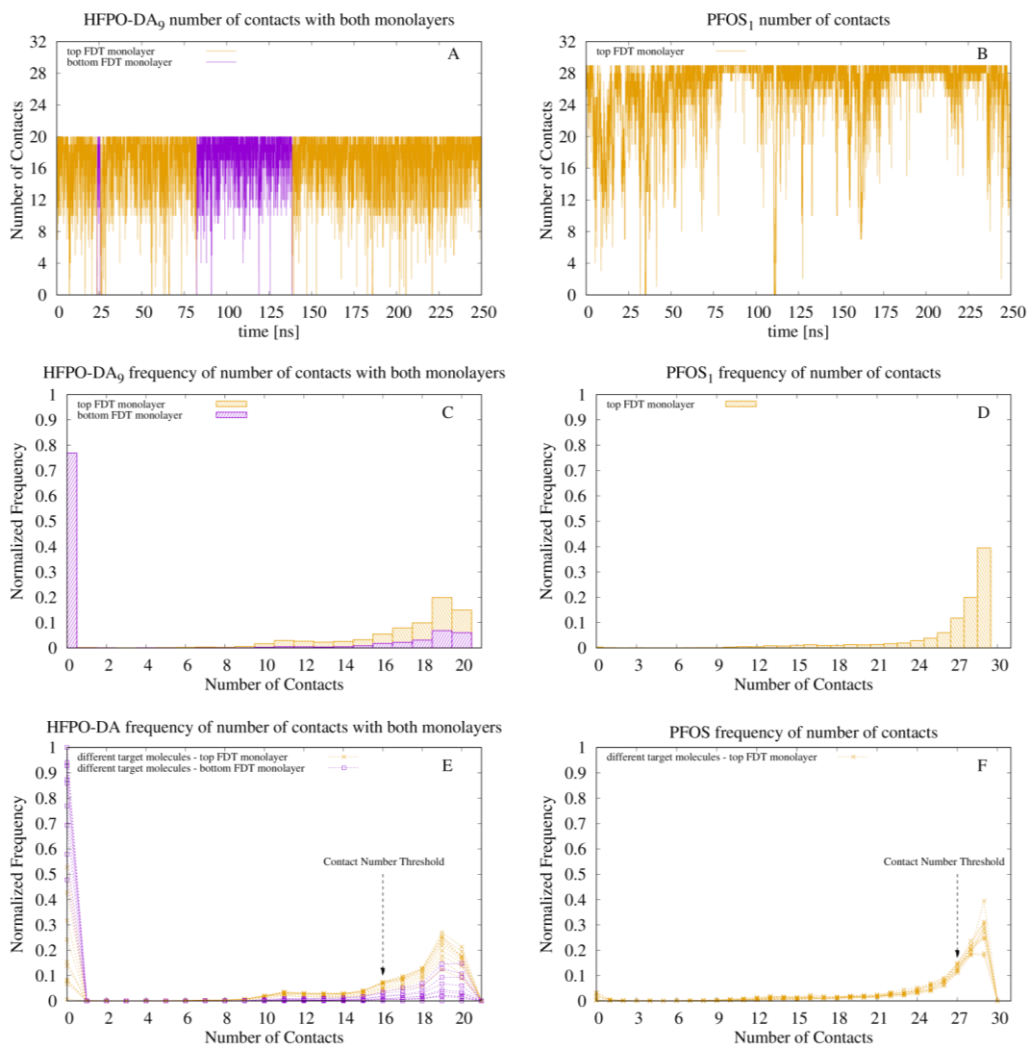 HFPO-DA₉ number of contacts with both monolayers
32
28
24
20
16
12
8
4
0
Number of Contacts
top FDT monolayer
bottom FDT monolayer
A
0 25 50 75 100 125 150 175 200 225 250
time [ns]
PFOS₁ number of contacts
32
28
24
20
16
12
8
4
0
Number of Contacts
top FDT monolayer
B
0 25 50 75 100 125 150 175 200 225 250
time [ns]
HFPO-DA₉ frequency of number of contacts with both monolayers
1
0.9
0.8
0.7
0.6
0.5
0.4
0.3
0.2
0.1
0
Normalized Frequency
top FDT monolayer
bottom FDT monolayer
C
0 2 4 6 8 10 12 14 16 18 20
Number of Contacts
PFOS₁ frequency of number of contacts
1
0.9
0.8
0.7
0.6
0.5
0.4
0.3
0.2
0.1
0
Normalized Frequency
top FDT monolayer
D
0 3 6 9 12 15 18 21 24 27 30
Number of Contacts
HFPO-DA frequency of number of contacts with both monolayers
1
0.9
0.8
0.7
0.6
0.5
0.4
0.3
0.2
0.1
0
Normalized Frequency
different target molecules - top FDT monolayer
different target molecules - bottom FDT monolayer
E
Contact Number Threshold
0 2 4 6 8 10 12 14 16 18 20
Number of Contacts
PFOS frequency of number of contacts
1
0.9
0.8
0.7
0.6
0.5
0.4
0.3
0.2
0.1
0
Normalized Frequency
different target molecules - top FDT monolayer
F
Contact Number Threshold
0 3 6 9 12 15 18 21 24 27 30
Number of Contacts